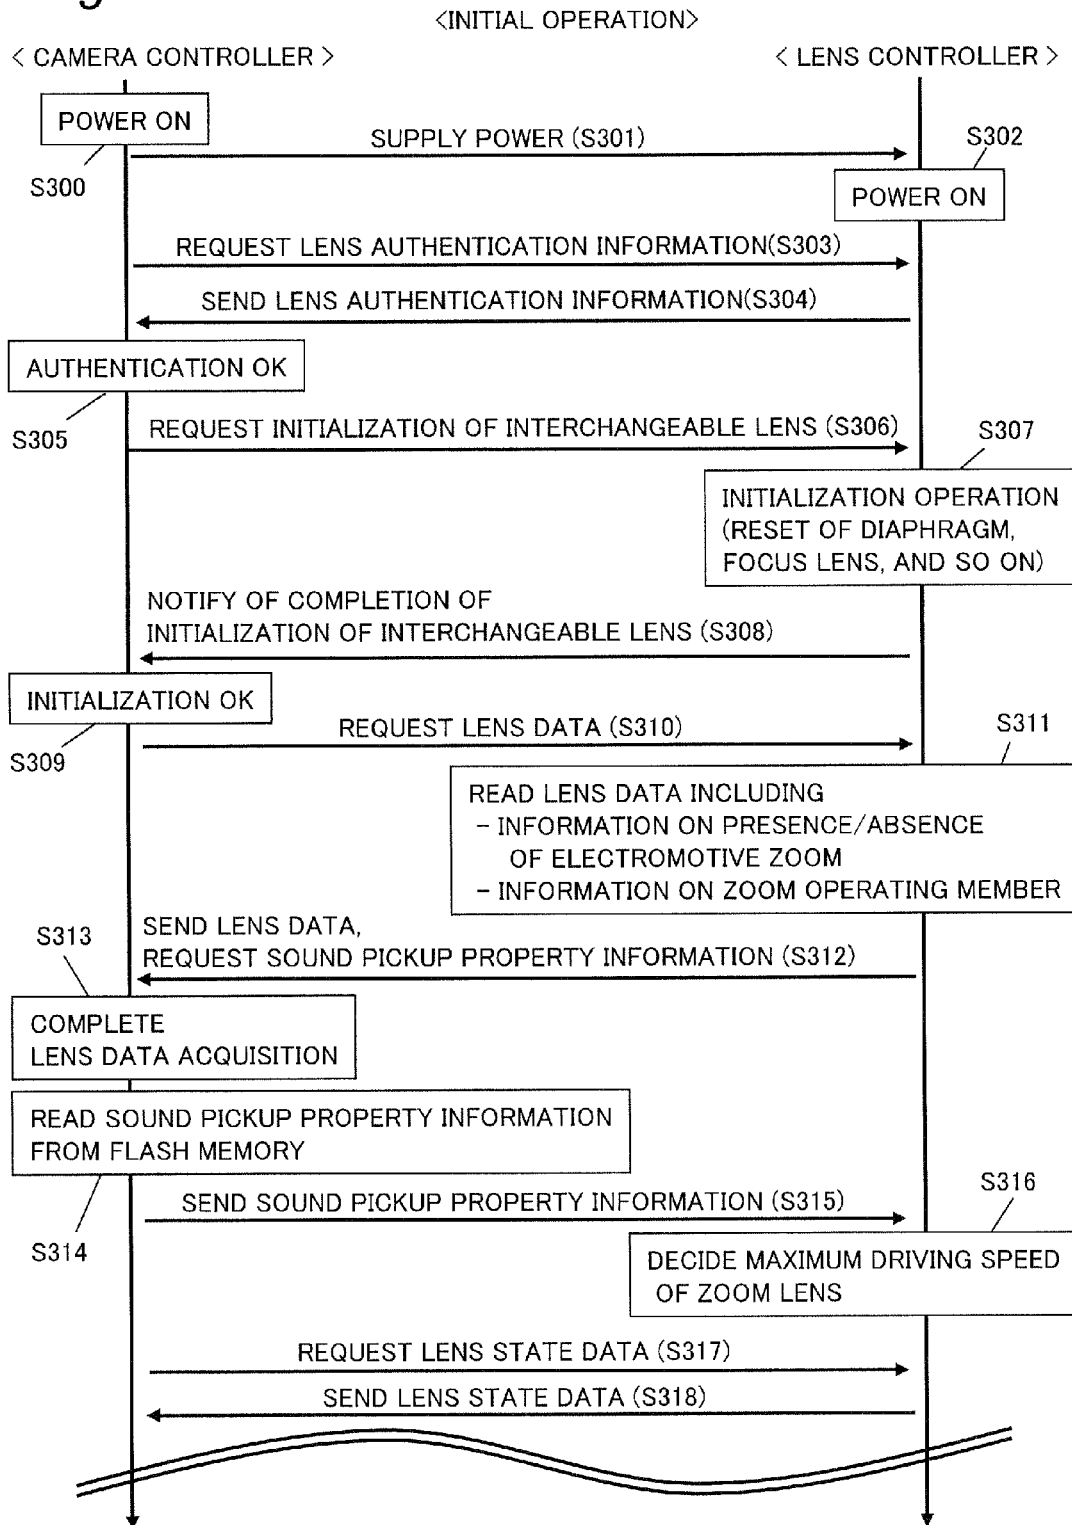 <INITIAL OPERATION>
< CAMERA CONTROLLER >
< LENS CONTROLLER >
POWER ON
S300
SUPPLY POWER (S301)
S302
POWER ON
REQUEST LENS AUTHENTICATION INFORMATION(S303)
SEND LENS AUTHENTICATION INFORMATION(S304)
AUTHENTICATION OK
S305
REQUEST INITIALIZATION OF INTERCHANGEABLE LENS (S306)
S307
INITIALIZATION OPERATION
(RESET OF DIAPHRAGM,
FOCUS LENS, AND SO ON)
NOTIFY OF COMPLETION OF
INITIALIZATION OF INTERCHANGEABLE LENS (S308)
INITIALIZATION OK
S309
REQUEST LENS DATA (S310)
S311
READ LENS DATA INCLUDING
– INFORMATION ON PRESENCE/ABSENCE
OF ELECTROMOTIVE ZOOM
– INFORMATION ON ZOOM OPERATING MEMBER
SEND LENS DATA,
REQUEST SOUND PICKUP PROPERTY INFORMATION (S312)
S313
COMPLETE
LENS DATA ACQUISITION
READ SOUND PICKUP PROPERTY INFORMATION
FROM FLASH MEMORY
S314
SEND SOUND PICKUP PROPERTY INFORMATION (S315)
S316
DECIDE MAXIMUM DRIVING SPEED
OF ZOOM LENS
REQUEST LENS STATE DATA (S317)
SEND LENS STATE DATA (S318)